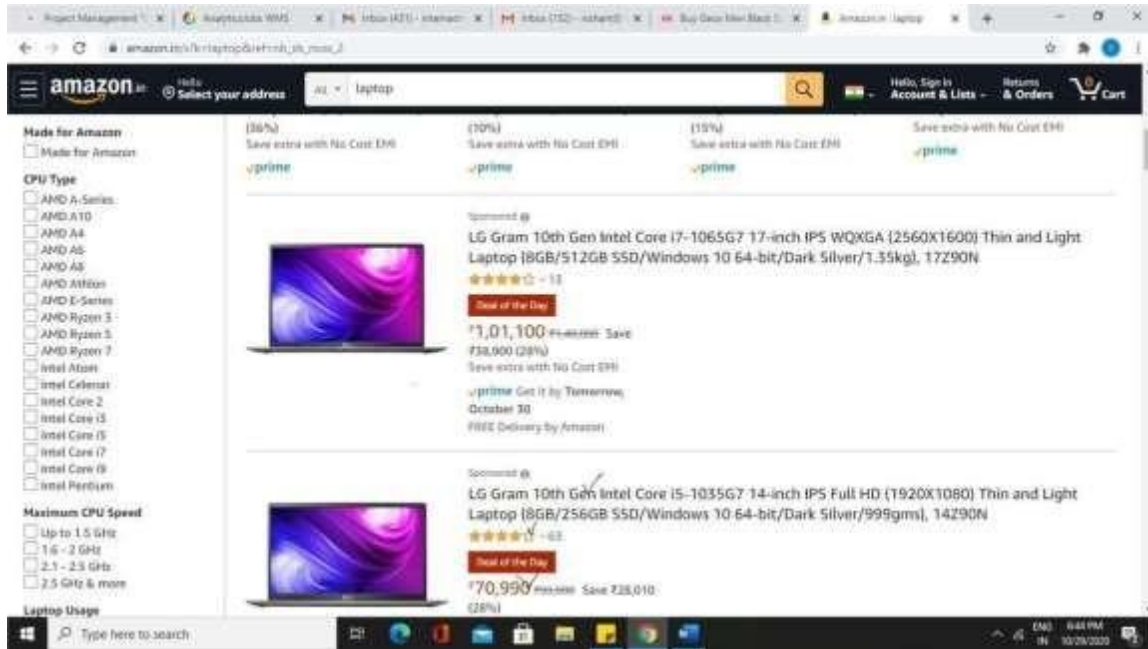 Project Management
Analyticsjobs WMS
Inbox
Inbox
Buy
Amazon.in : laptop
amazon.in
Hello
Select your address
All
laptop
Hello, Sign in
Account & Lists
Returns
& Orders
0
Cart
Made for Amazon
Made for Amazon
CPU Type
AMD A-Series
AMD A10
AMD A4
AMD A6
AMD A8
AMD Athlon
AMD E-Series
AMD Ryzen 3
AMD Ryzen 5
AMD Ryzen 7
Intel Atom
Intel Celeron
Intel Core 2
Intel Core i3
Intel Core i5
Intel Core i7
Intel Core i9
Intel Pentium
Maximum CPU Speed
Up to 1.5 GHz
1.6 - 2 GHz
2.1 - 2.5 GHz
2.5 GHz & more
Laptop Usage
(36%)
Save extra with No Cost EMI
prime
(10%)
Save extra with No Cost EMI
prime
(15%)
Save extra with No Cost EMI
prime
Save extra with No Cost EMI
prime
Sponsored
LG Gram 10th Gen Intel Core i7-1065G7 17-inch IPS WQXGA (2560X1600) Thin and Light
Laptop (8GB/512GB SSD/Windows 10 64-bit/Dark Silver/1.35kg), 17Z90N
13
Deal of the Day
₹1,01,100 Save
₹38,900 (28%)
Save extra with No Cost EMI
prime Get it by Tomorrow,
October 30
FREE Delivery by Amazon
Sponsored
LG Gram 10th Gen Intel Core i5-1035G7 14-inch IPS Full HD (1920X1080) Thin and Light
Laptop (8GB/256GB SSD/Windows 10 64-bit/Dark Silver/999gms), 14Z90N
63
Deal of the Day
₹70,990 Save ₹28,010
(28%)
Type here to search
ENG
IN
6:44 PM
10/29/2020